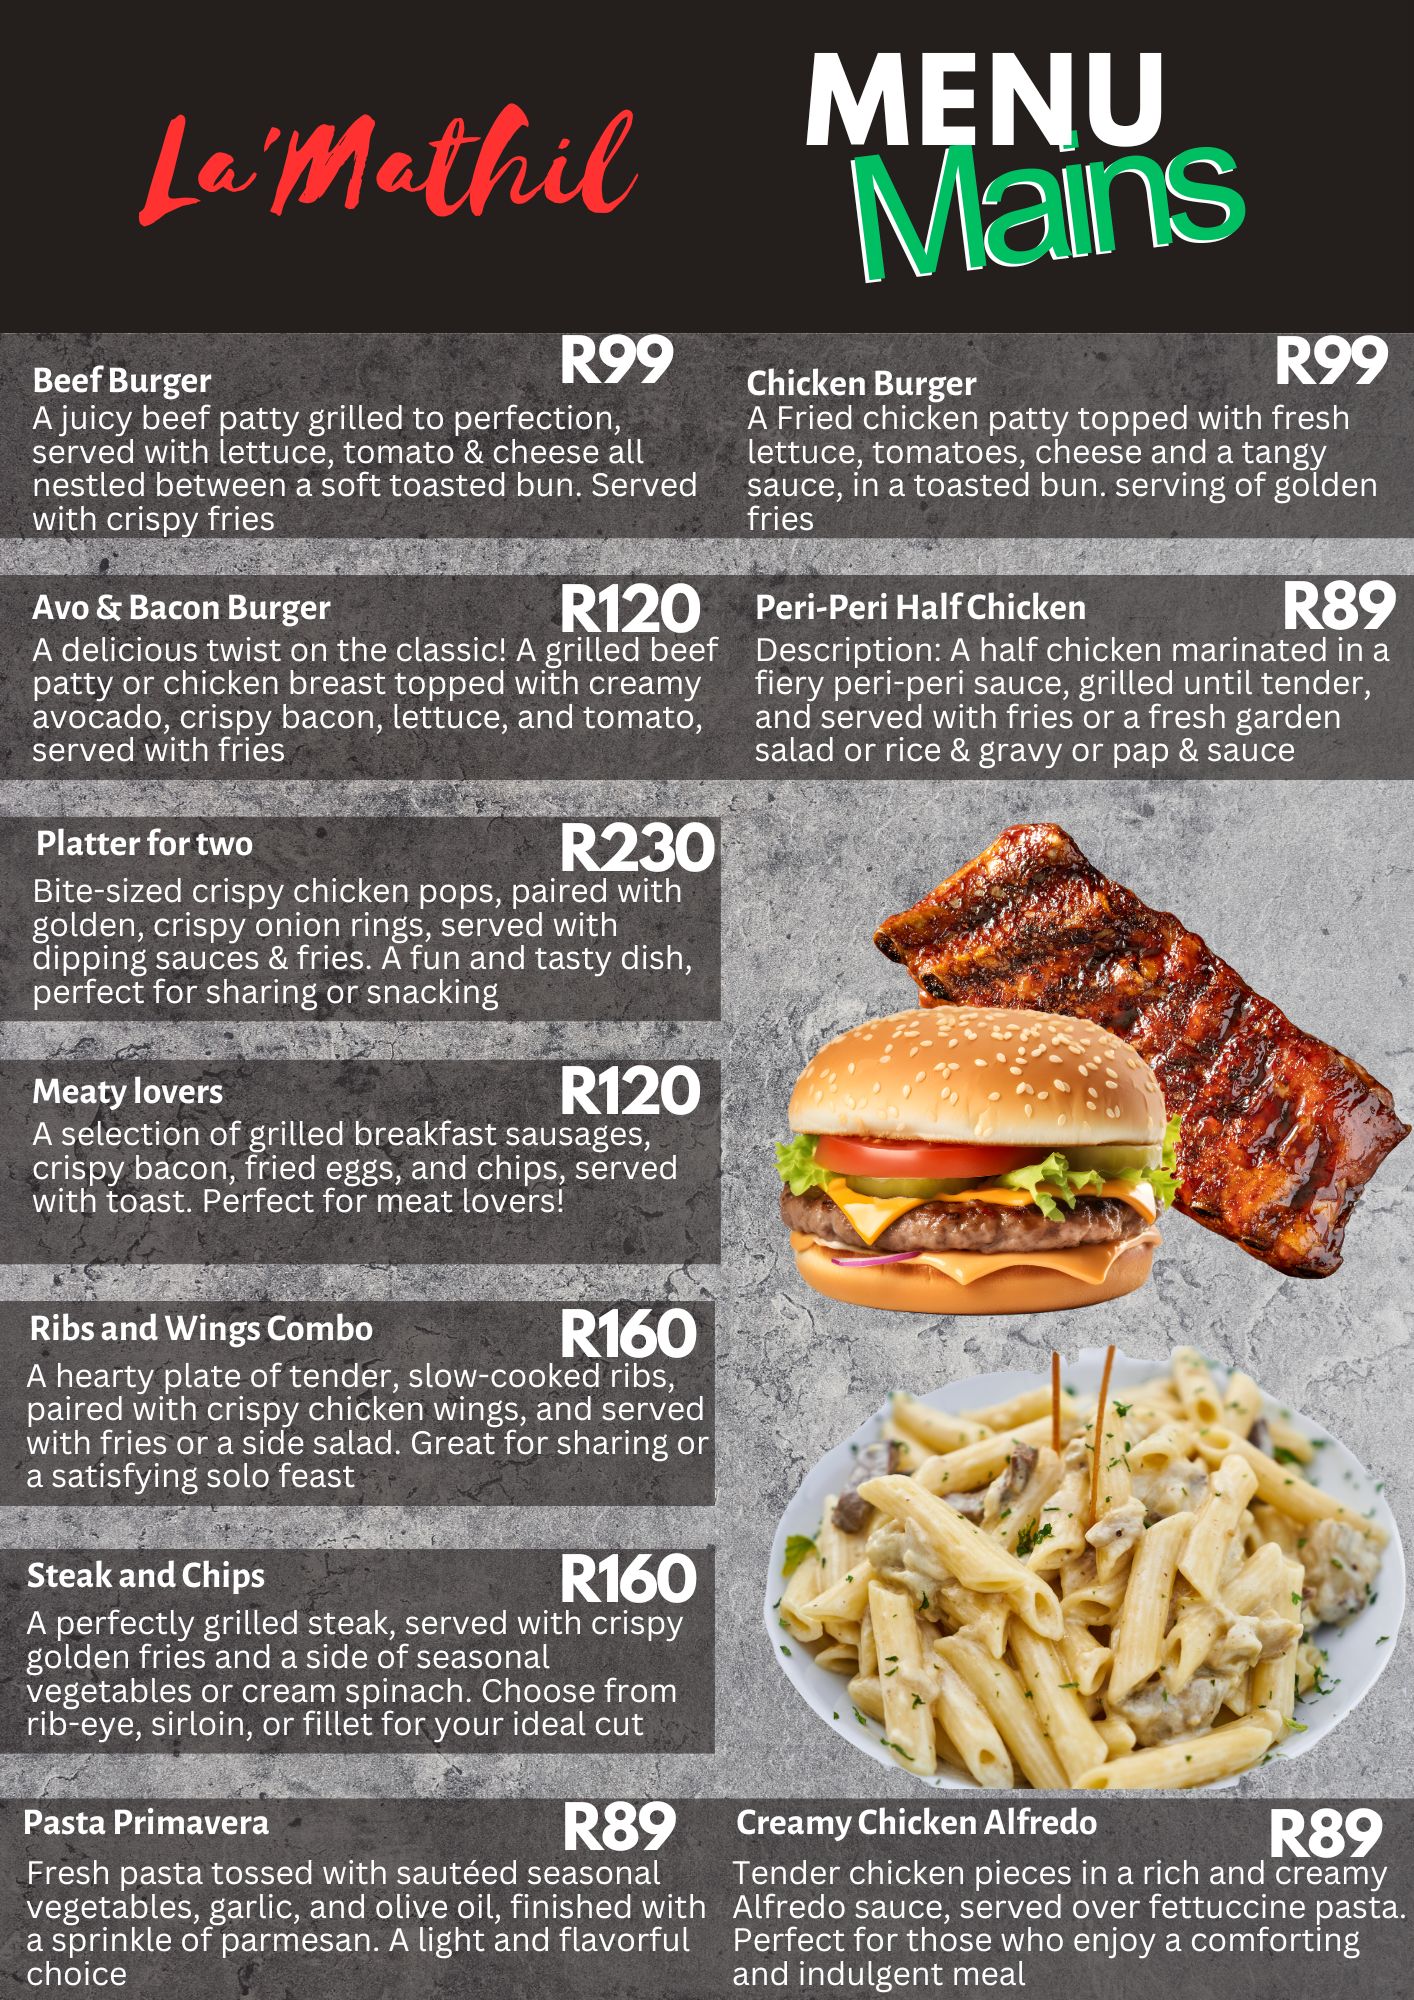 La'Mathil
MENU
Mains
Beef Burger
R99
A juicy beef patty grilled to perfection,
served with lettuce, tomato & cheese all
nestled between a soft toasted bun. Served
with crispy fries
Chicken Burger
R99
A Fried chicken patty topped with fresh
lettuce, tomatoes, cheese and a tangy
sauce, in a toasted bun. serving of golden
fries
Avo & Bacon Burger
R120
A delicious twist on the classic! A grilled beef
patty or chicken breast topped with creamy
avocado, crispy bacon, lettuce, and tomato,
served with fries
Peri-Peri Half Chicken
R89
Description: A half chicken marinated in a
fiery peri-peri sauce, grilled until tender,
and served with fries or a fresh garden
salad or rice & gravy or pap & sauce
Platter for two
R230
Bite-sized crispy chicken pops, paired with
golden, crispy onion rings, served with
dipping sauces & fries. A fun and tasty dish,
perfect for sharing or snacking
Meaty lovers
R120
A selection of grilled breakfast sausages,
crispy bacon, fried eggs, and chips, served
with toast. Perfect for meat lovers!
Ribs and Wings Combo
R160
A hearty plate of tender, slow-cooked ribs,
paired with crispy chicken wings, and served
with fries or a side salad. Great for sharing or
a satisfying solo feast
Steak and Chips
R160
A perfectly grilled steak, served with crispy
golden fries and a side of seasonal
vegetables or cream spinach. Choose from
rib-eye, sirloin, or fillet for your ideal cut
Pasta Primavera
R89
Fresh pasta tossed with sautéed seasonal
vegetables, garlic, and olive oil, finished with
a sprinkle of parmesan. A light and flavorful
choice
Creamy Chicken Alfredo
R89
Tender chicken pieces in a rich and creamy
Alfredo sauce, served over fettuccine pasta.
Perfect for those who enjoy a comforting
and indulgent meal